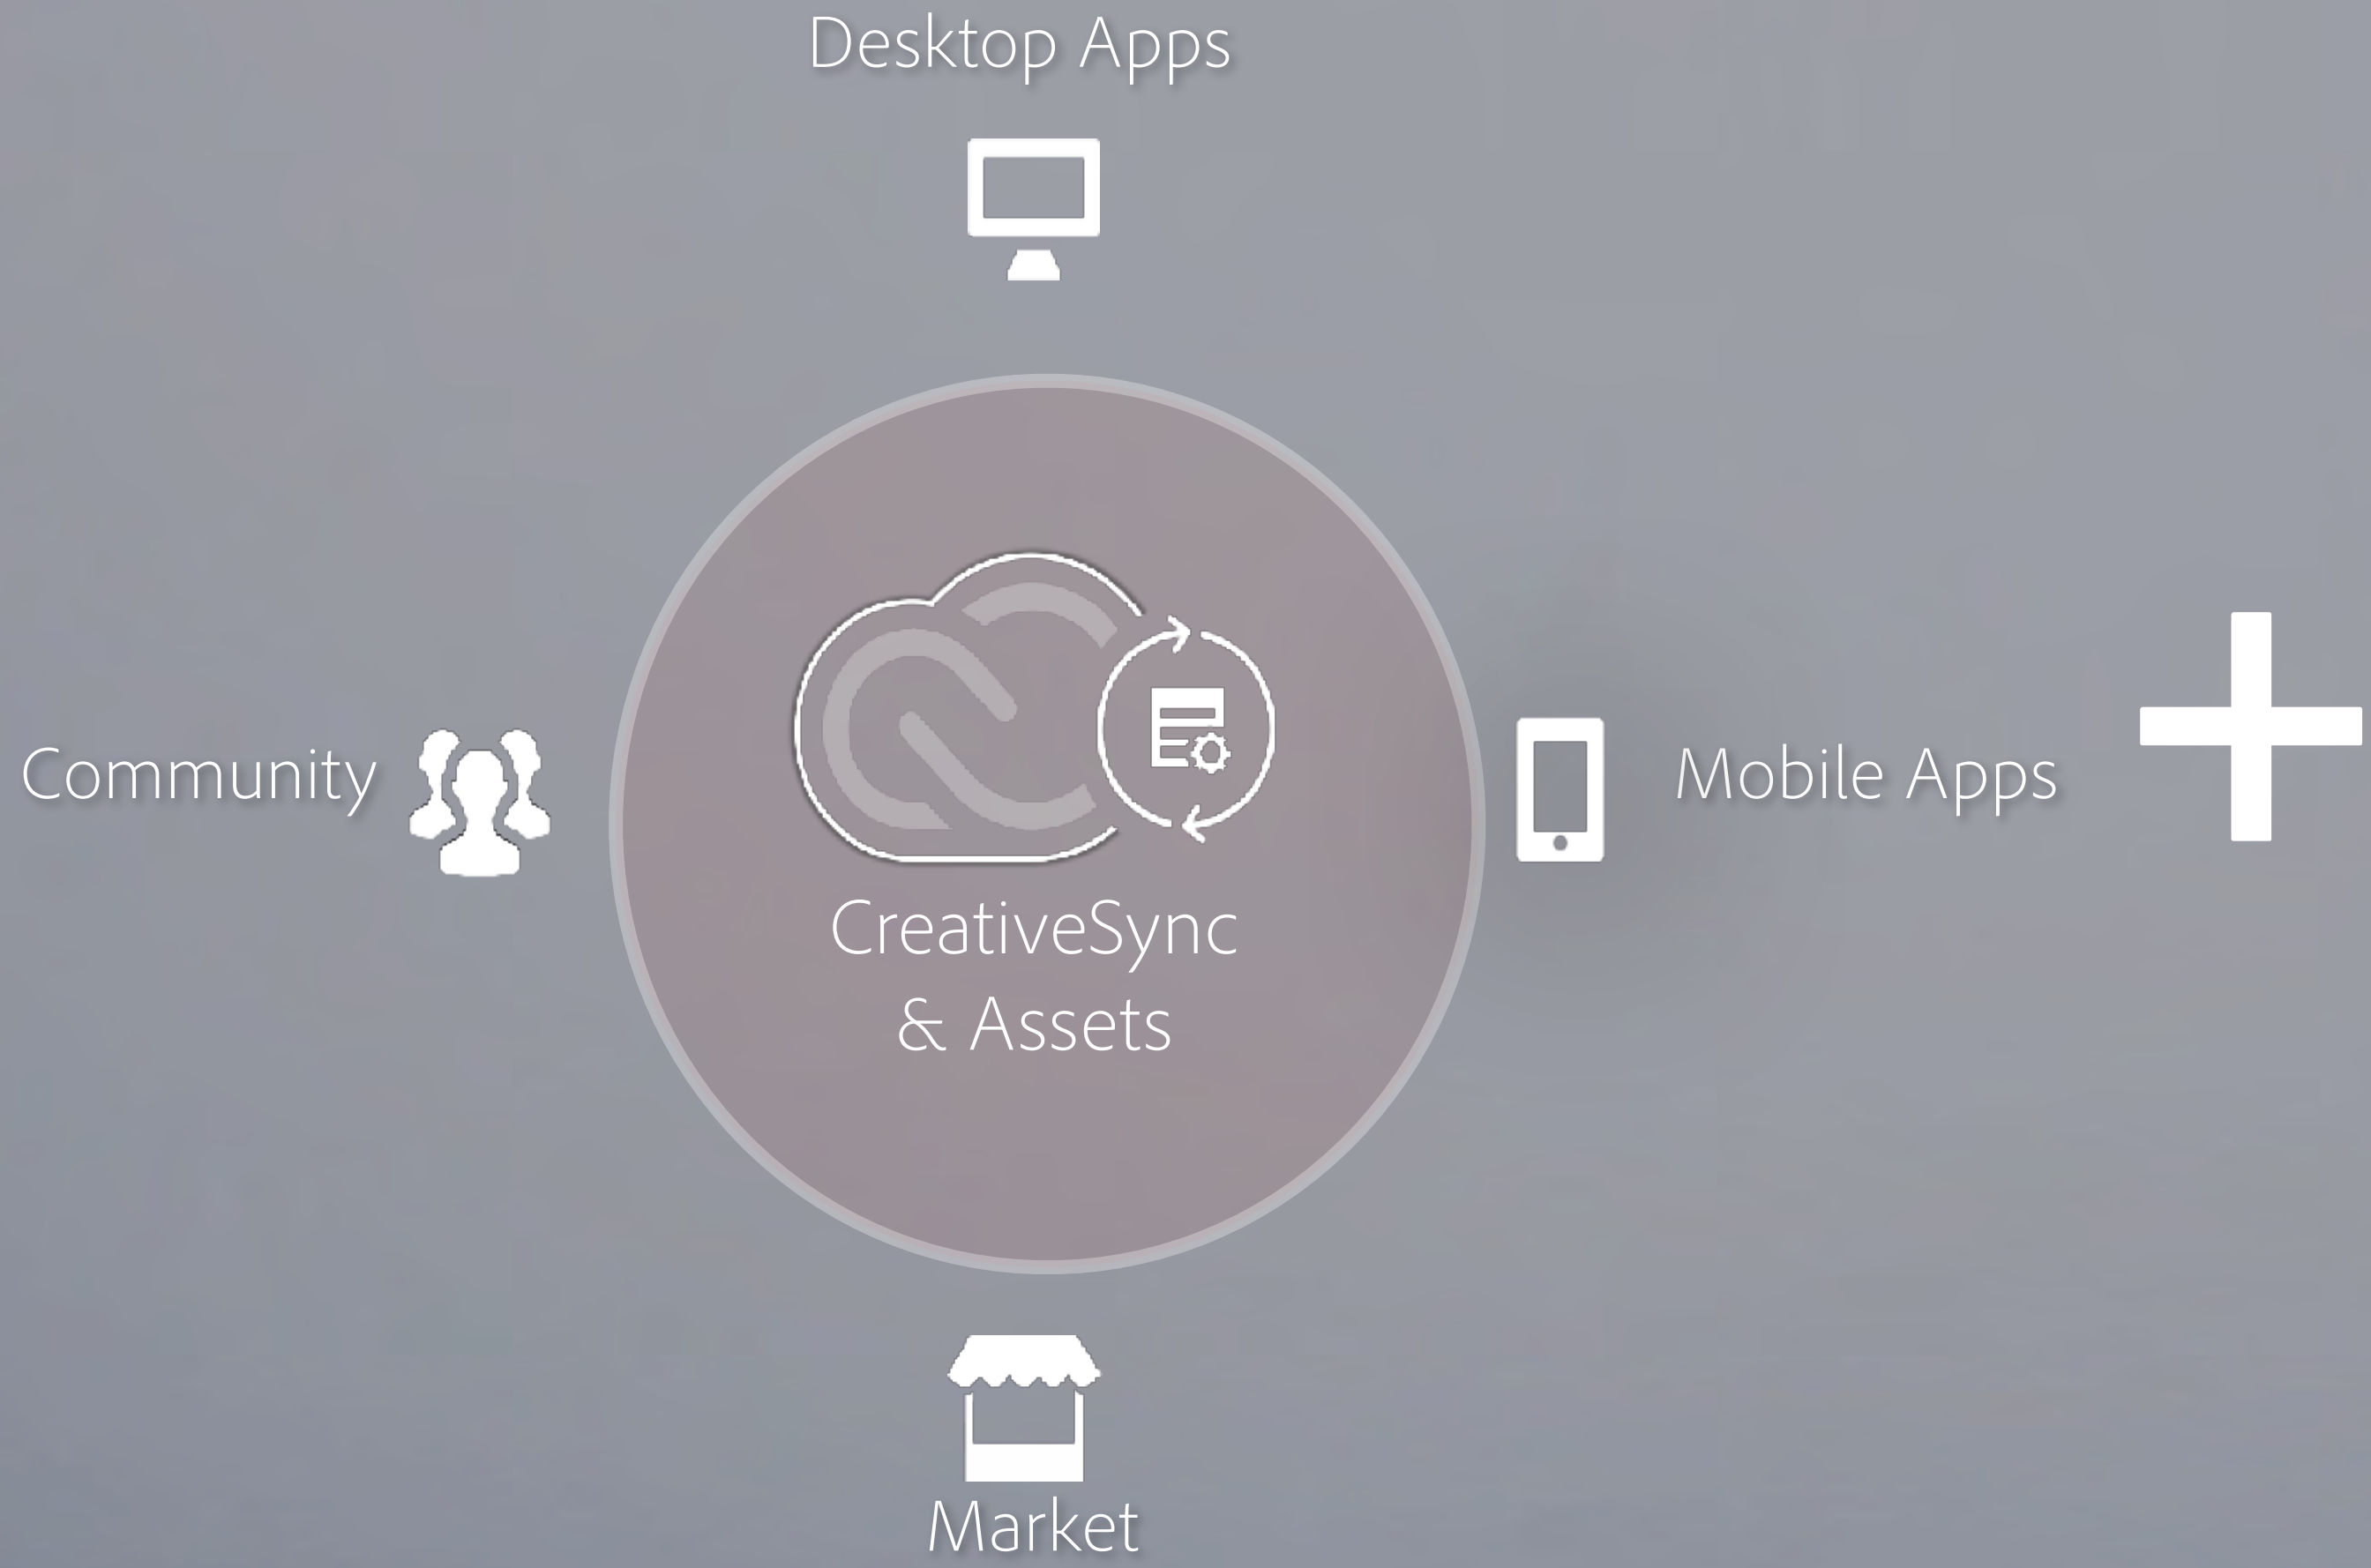 Desktop Apps
Community
Mobile Apps
CreativeSync
& Assets
Market